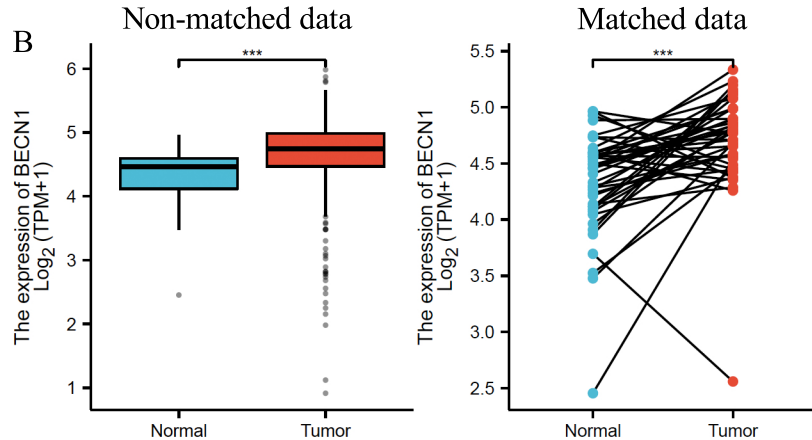 B
Non-matched data
***
The expression of BECN1
Log₂ (TPM+1)
6
5
4
3
2
1
Normal Tumor
Matched data
***
The expression of BECN1
Log₂ (TPM+1)
5.5
5.0
4.5
4.0
3.5
3.0
2.5
Normal Tumor